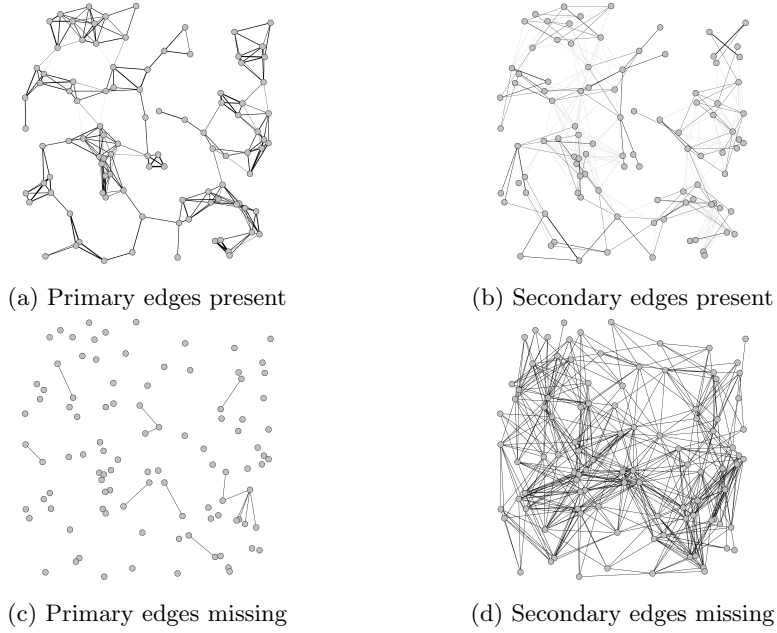 (a) Primary edges present
(b) Secondary edges present
(c) Primary edges missing
(d) Secondary edges missing